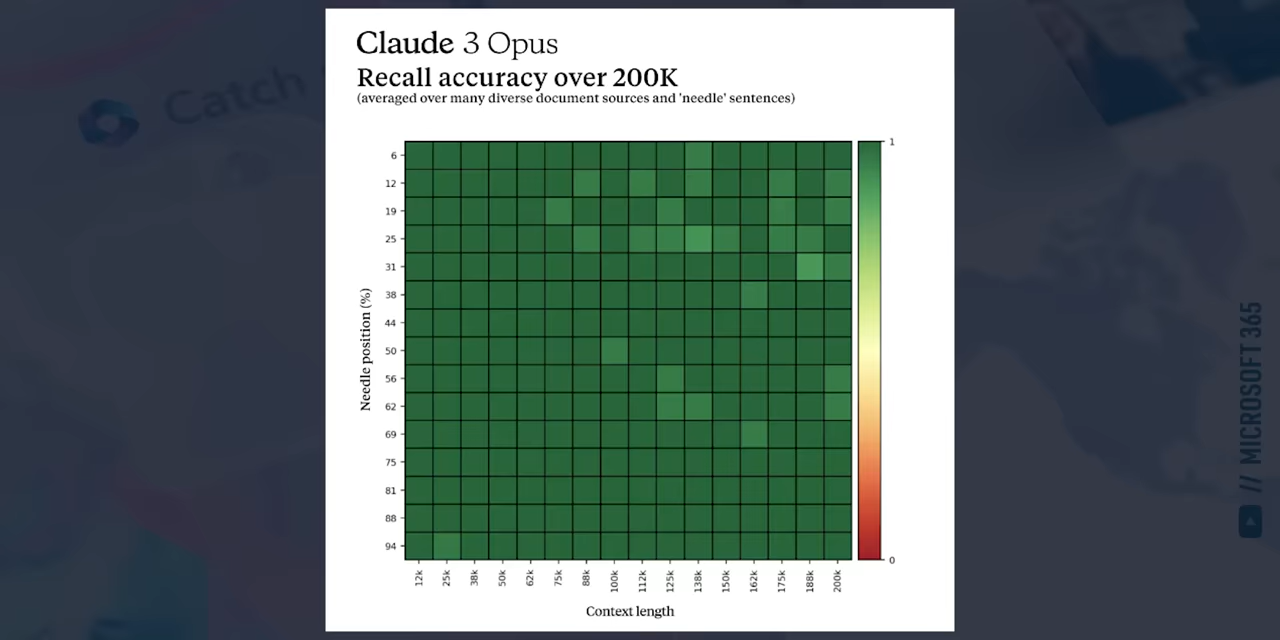 Claude 3 Opus
Recall accuracy over 200K
(averaged over many diverse document sources and 'needle' sentences)
Catch
1
6
12
19
25
31
38
44
50
56
62
69
75
81
88
94
0
Needle position (%)
12k
25k
38k
50k
62k
75k
88k
100k
112k
125k
138k
150k
162k
175k
188k
200k
Context length
// MICROSOFT 365